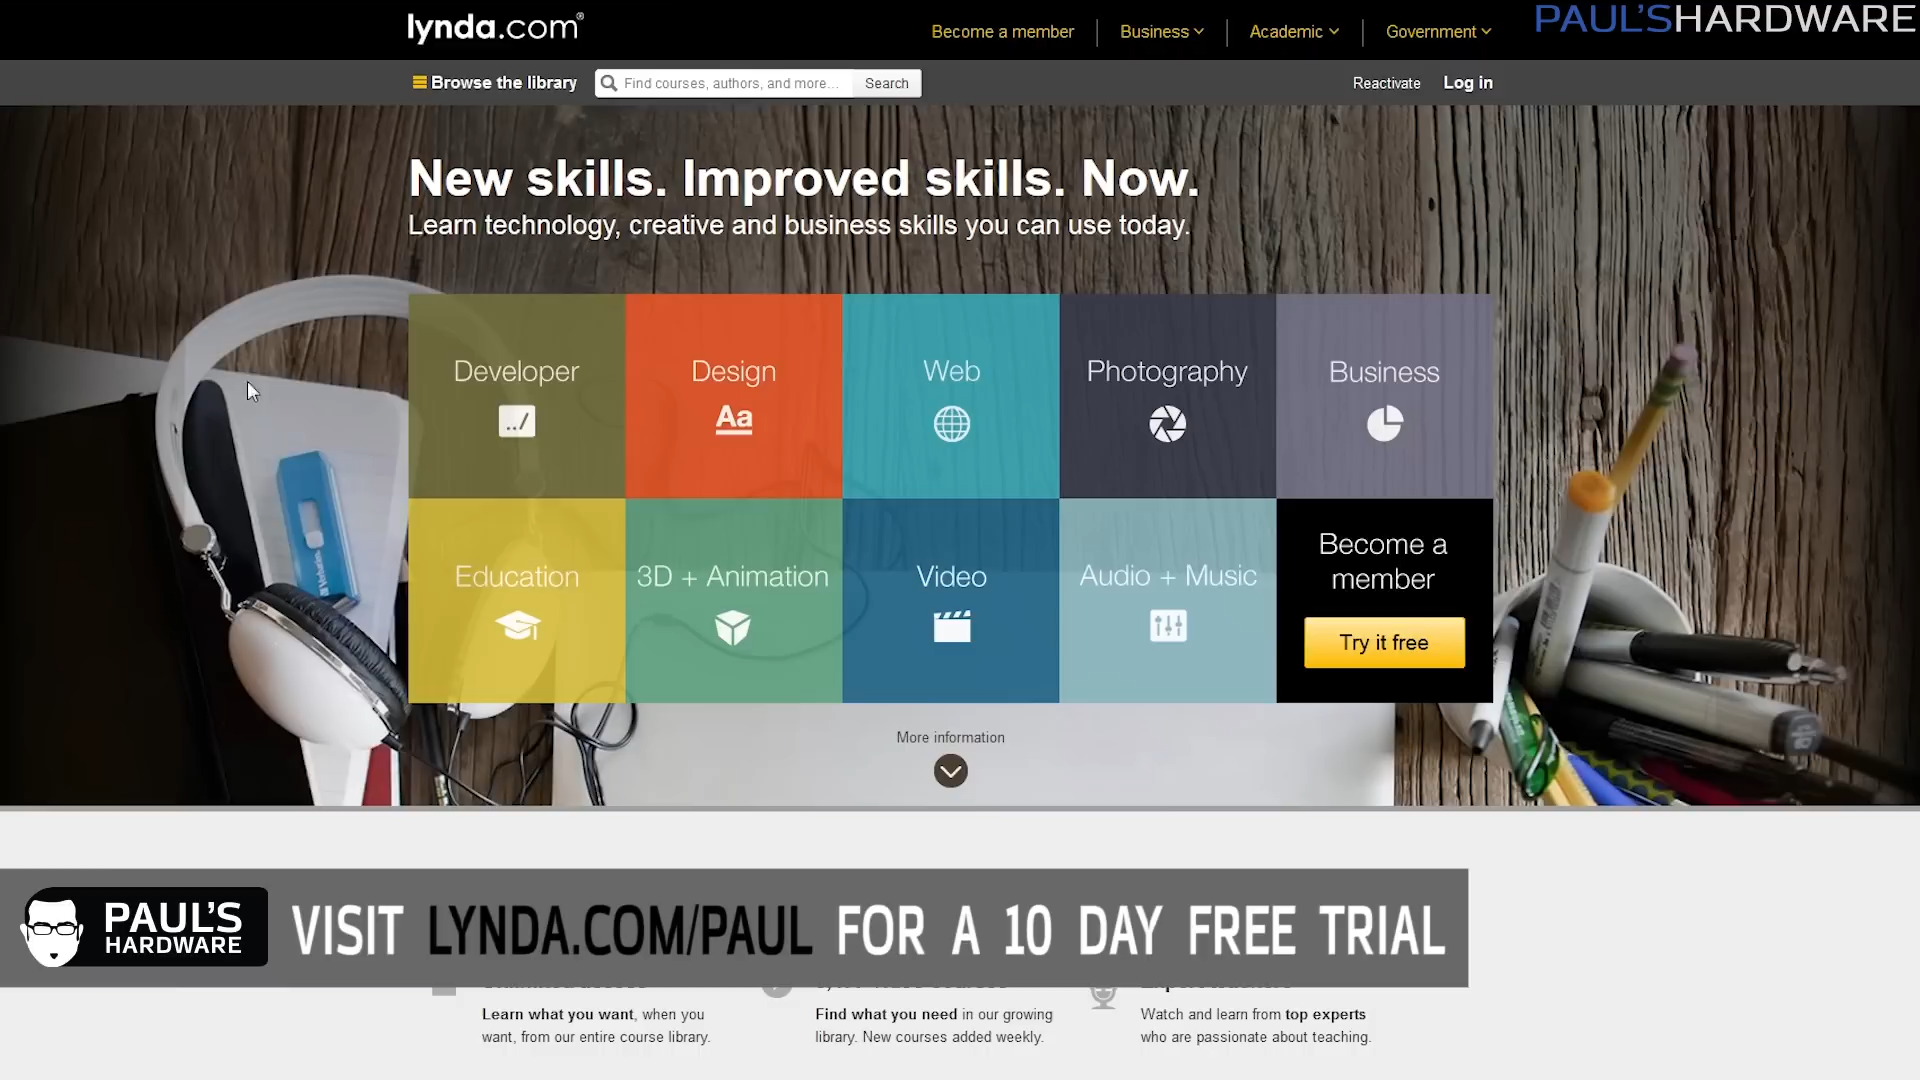 lynda.com®
Become a member
Business
Academic
Government
PAUL'SHARDWARE
Browse the library
Find courses, authors, and more...
Search
Reactivate
Log in
New skills. Improved skills. Now.
Learn technology, creative and business skills you can use today.
Developer
../
Design
Aa
Web
Photography
Business
Education
3D + Animation
Video
Audio + Music
Become a
member
Try it free
Verbatim
More information
PAUL'S
HARDWARE
VISIT LYNDA.COM/PAUL FOR A 10 DAY FREE TRIAL
Learn what you want, when you
want, from our entire course library.
Find what you need in our growing
library. New courses added weekly.
Watch and learn from top experts
who are passionate about teaching.